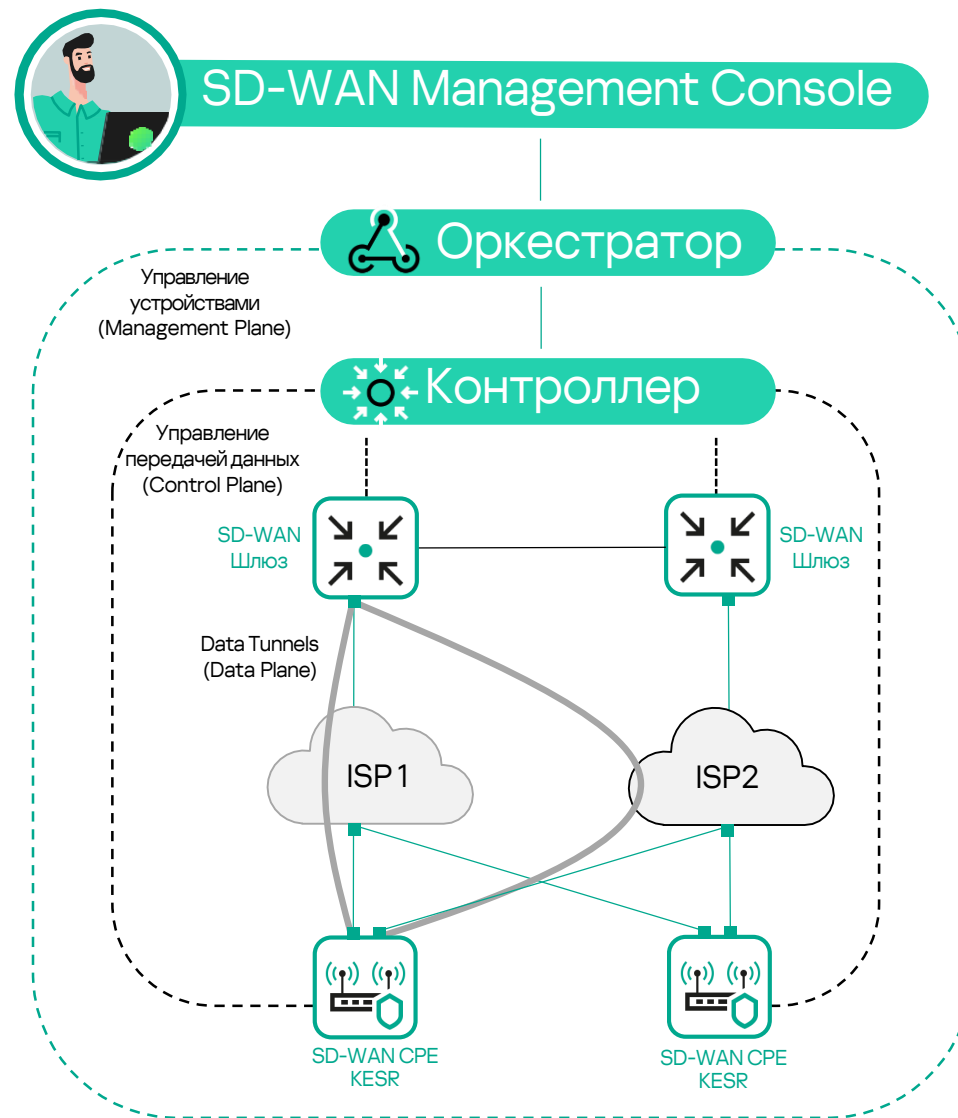 SD-WAN Management Console
Оркестратор
Управление
устройствами
(Management Plane)
Контроллер
Управление
передачей данных
(Control Plane)
SD-WAN
Шлюз
SD-WAN
Шлюз
Data Tunnels
(Data Plane)
ISP1
ISP2
SD-WAN CPE
KESR
SD-WAN CPE
KESR